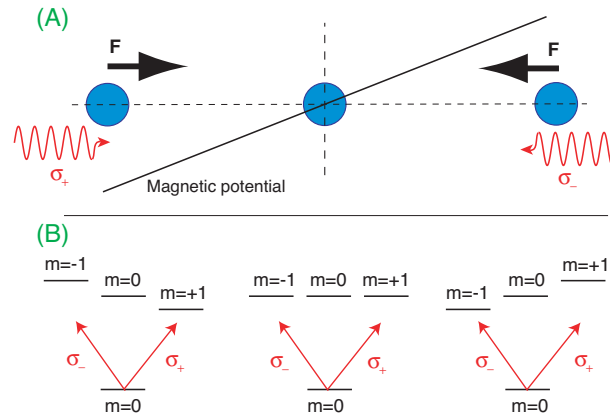 (A)
F
F
σ+
Magnetic potential
σ−
(B)
m=-1
m=0
m=+1
m=-1
m=0
m=+1
m=-1
m=0
m=+1
σ−
σ+
σ−
σ+
σ−
σ+
m=0
m=0
m=0